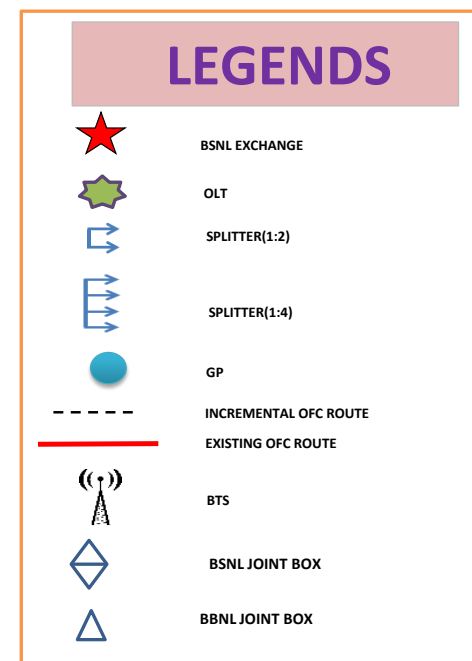 LEGENDS
BSNL EXCHANGE
OLT
SPLITTER(1:2)
SPLITTER(1:4)
GP
INCREMENTAL OFC ROUTE
EXISTING OFC ROUTE
BTS
BSNL JOINT BOX
BBNL JOINT BOX